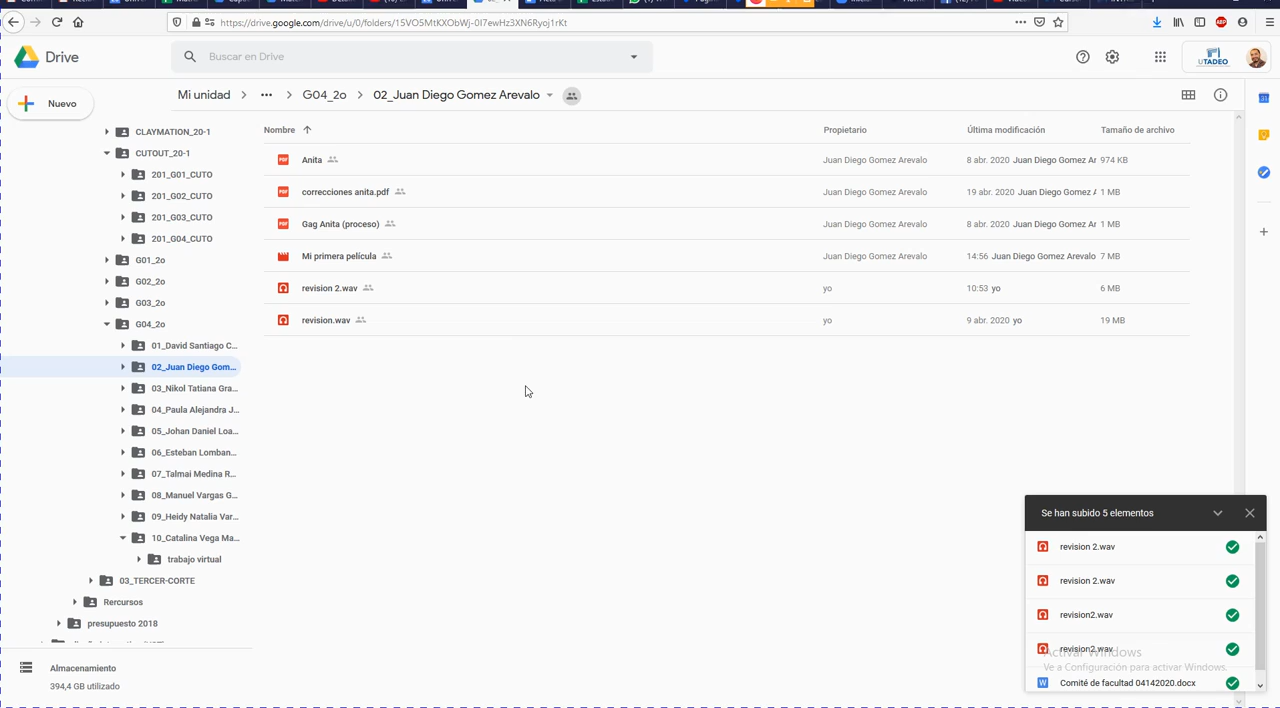 https://drive.google.com/drive/u/0/folders/15VO5MtKXObWj-0I7ewHz3XN6Ryoj1rKt
Drive
Buscar en Drive
UTADEO
Nuevo
Mi unidad
G04_2o
02_Juan Diego Gomez Arevalo
Nombre
Propietario
Última modificación
Tamaño de archivo
Anita
Juan Diego Gomez Arevalo
8 abr. 2020 Juan Diego Gomez Ar
974 KB
correcciones anita.pdf
Juan Diego Gomez Arevalo
19 abr. 2020 Juan Diego Gomez
1 MB
Gag Anita (proceso)
Juan Diego Gomez Arevalo
8 abr. 2020 Juan Diego Gomez Ar
1 MB
Mi primera película
Juan Diego Gomez Arevalo
14:56 Juan Diego Gomez Arevalo
7 MB
revision 2.wav
yo
10:53 yo
6 MB
revision.wav
yo
9 abr. 2020 yo
19 MB
CLAYMATION_20-1
CUTOUT_20-1
201_G01_CUTO
201_G02_CUTO
201_G03_CUTO
201_G04_CUTO
G01_2o
G02_2o
G03_2o
G04_2o
01_David Santiago C...
02_Juan Diego Gom...
03_Nikol Tatiana Gra...
04_Paula Alejandra J...
05_Johan Daniel Loa...
06_Esteban Lomban...
07_Talmai Medina R...
08_Manuel Vargas G...
09_Heidy Natalia Var...
10_Catalina Vega Ma...
trabajo virtual
03_TERCER-CORTE
Rercursos
presupuesto 2018
Almacenamiento
394,4 GB utilizado
Se han subido 5 elementos
revision 2.wav
revision 2.wav
revision2.wav
revision2.wav
Comité de facultad 04142020.docx
Activar Windows
Ve a Configuración para activar Windows.